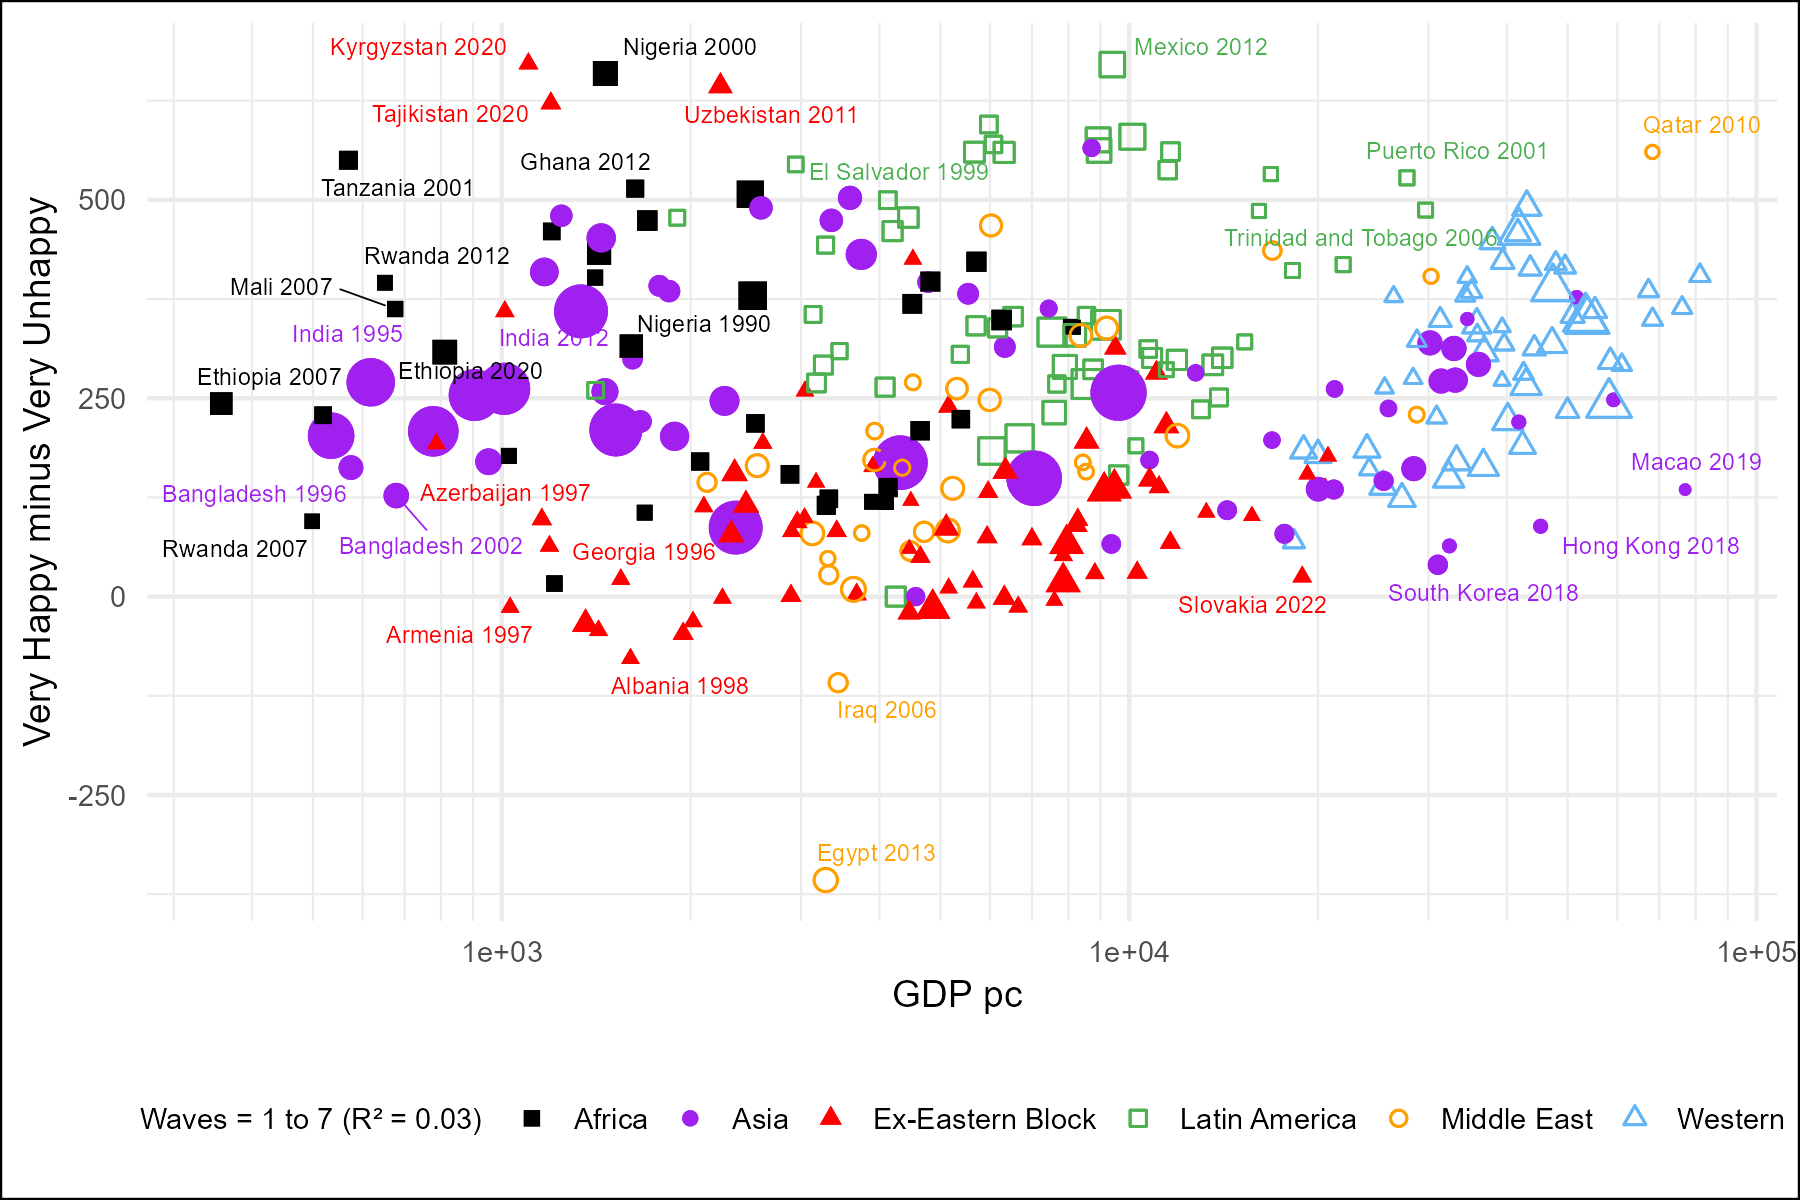 Kyrgyzstan 2020
Nigeria 2000
Mexico 2012
Tajikistan 2020
Uzbekistan 2011
Qatar 2010
Ghana 2012
Puerto Rico 2001
El Salvador 1999
Tanzania 2001
500
Trinidad and Tobago 2006
Rwanda 2012
Mali 2007
Nigeria 1990
India 1995
India 2012
Ethiopia 2007
Ethiopia 2020
250
Macao 2019
Bangladesh 1996
Azerbaijan 1997
Rwanda 2007
Bangladesh 2002
Georgia 1996
Hong Kong 2018
South Korea 2018
0
Slovakia 2022
Armenia 1997
Albania 1998
Iraq 2006
-250
Egypt 2013
Very Happy minus Very Unhappy
1e+03
1e+04
1e+05
GDP pc
Waves = 1 to 7 (R² = 0.03)
Africa
Asia
Ex-Eastern Block
Latin America
Middle East
Western